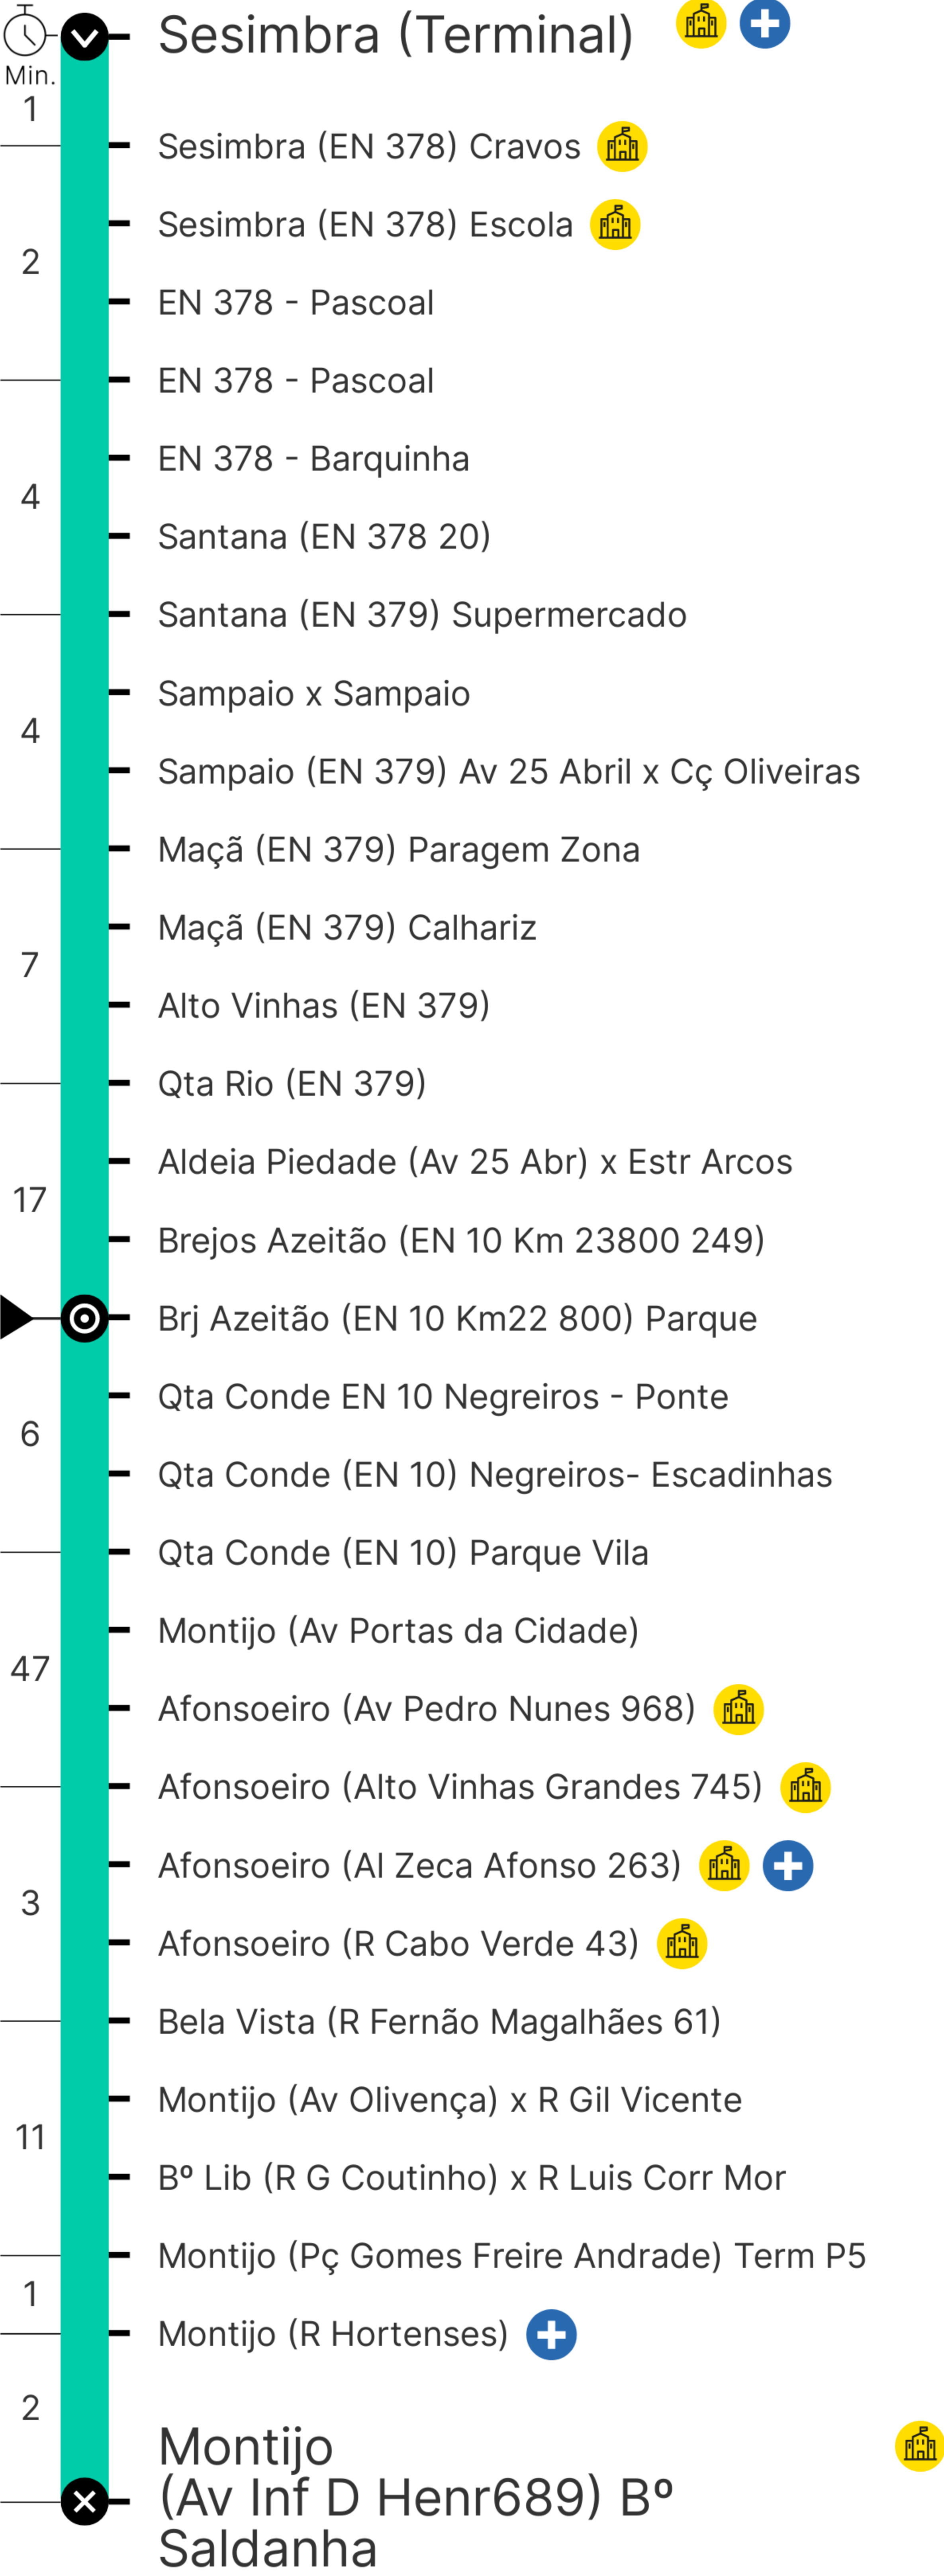 Sesimbra (Terminal)
Min.
1
Sesimbra (EN 378) Cravos
Sesimbra (EN 378) Escola
2
EN 378 - Pascoal
EN 378 - Pascoal
EN 378 - Barquinha
4
Santana (EN 378 20)
Santana (EN 379) Supermercado
Sampaio x Sampaio
4
Sampaio (EN 379) Av 25 Abril x Cç Oliveiras
Maçã (EN 379) Paragem Zona
Maçã (EN 379) Calhariz
7
Alto Vinhas (EN 379)
Qta Rio (EN 379)
Aldeia Piedade (Av 25 Abr) x Estr Arcos
17
Brejos Azeitão (EN 10 Km 23800 249)
Brj Azeitão (EN 10 Km22 800) Parque
Qta Conde EN 10 Negreiros - Ponte
6
Qta Conde (EN 10) Negreiros- Escadinhas
Qta Conde (EN 10) Parque Vila
Montijo (Av Portas da Cidade)
47
Afonsoeiro (Av Pedro Nunes 968)
Afonsoeiro (Alto Vinhas Grandes 745)
Afonsoeiro (Al Zeca Afonso 263)
3
Afonsoeiro (R Cabo Verde 43)
Bela Vista (R Fernão Magalhães 61)
Montijo (Av Olivença) x R Gil Vicente
11
Bº Lib (R G Coutinho) x R Luis Corr Mor
Montijo (Pç Gomes Freire Andrade) Term P5
1
Montijo (R Hortenses)
2
Montijo
(Av Inf D Henr689) Bº
Saldanha